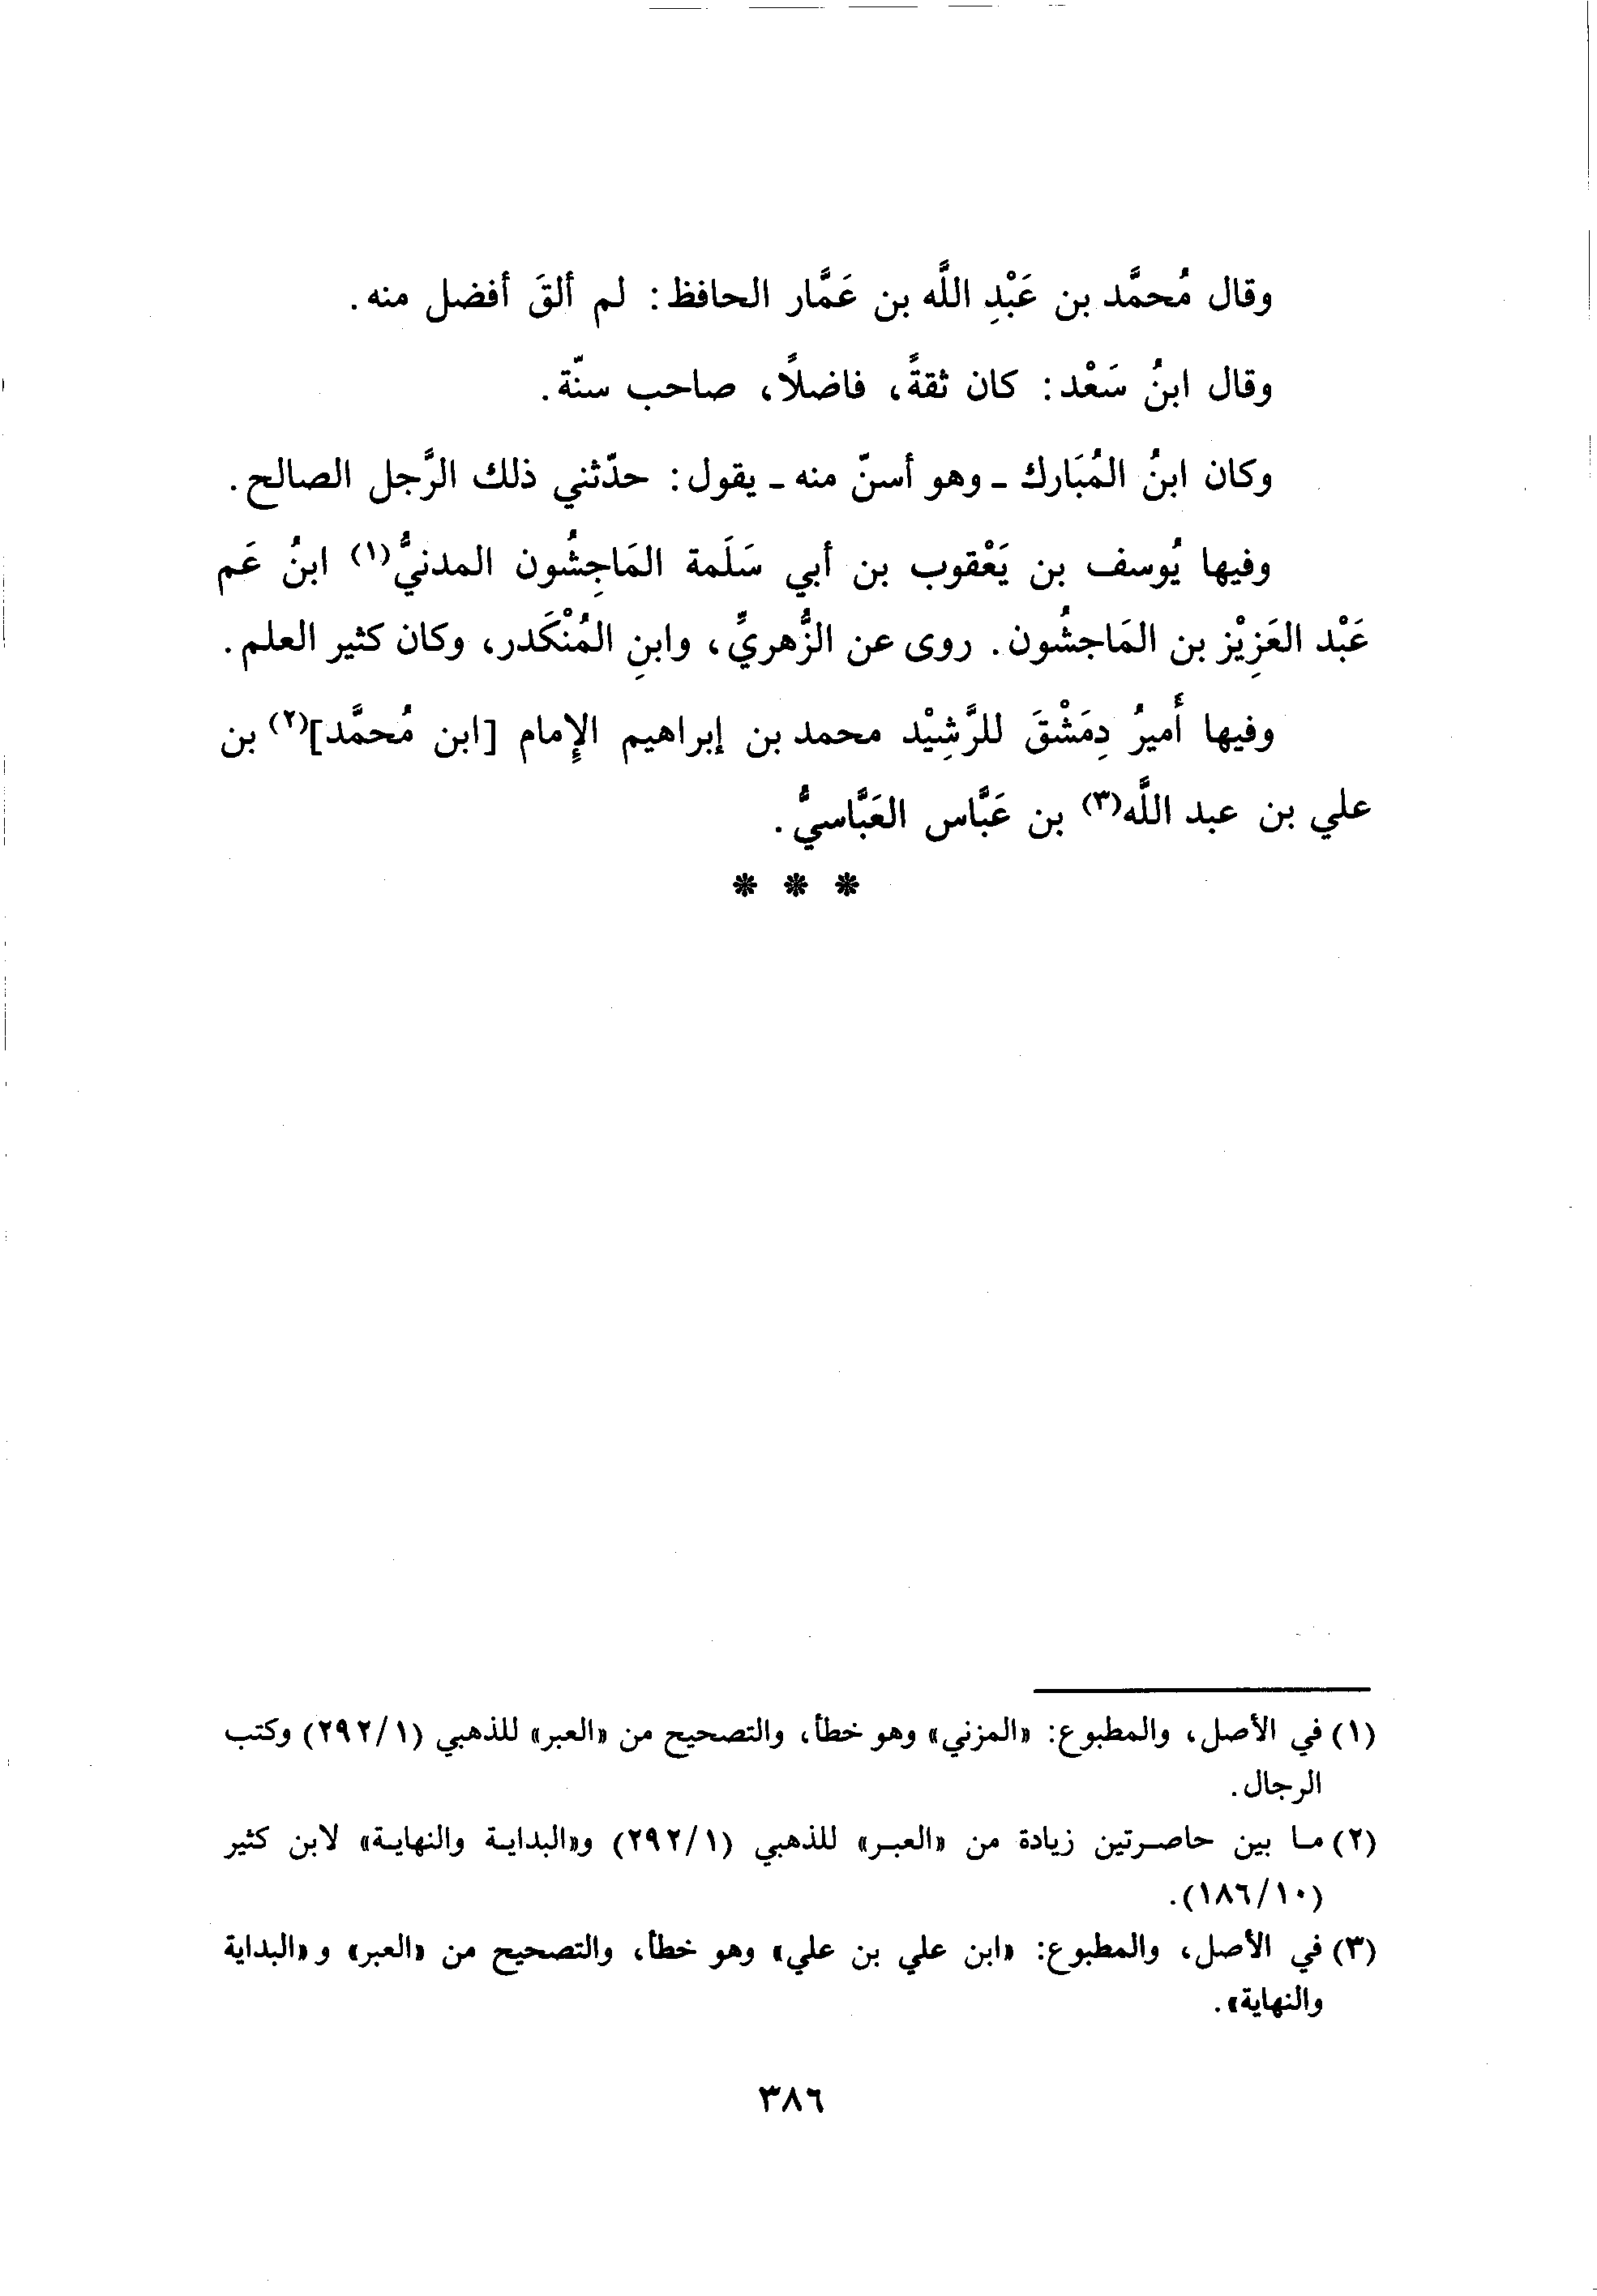 وقال مُحمَّد بن عَبْدِ اللَّه بن عَمَّار الحافظ: لم ألقَ أفضل منه.
وقال ابنُ سَعْد: كان ثقةً، فاضلًا، صاحب سنّة.
وكان ابنُ المُبَارك ـ وهو أسنّ منه ـ يقول: حدّثني ذلك الرَّجل الصالح.
وفيها يُوسف بن يَعْقوب بن أبي سَلَمة المَاجِشُون المدنيُّ(١) ابنُ عَم
عَبْد العَزِيْز بن المَاجشُون. روى عن الزُّهريِّ، وابنِ المُنْكَدر، وكان كثير العلم.
وفيها أَميرُ دِمَشْقَ للرَّشِيْد محمد بن إبراهيم الإِمام [ابن مُحمَّد](٢) بن
علي بن عبد اللَّه(٣) بن عَبَّاس العَبَّاسيُّ.
* * *
(١) في الأصل، والمطبوع: «المزني» وهو خطأ، والتصحيح من «العبر» للذهبي (٢٩٢/١) وكتب
الرجال.
(٢) ما بين حاصرتين زيادة من «العبر» للذهبي (٢٩٢/١) و«البداية والنهاية» لابن كثير
(١٨٦/١٠).
(٣) في الأصل، والمطبوع: «ابن علي بن علي» وهو خطأ، والتصحيح من «العبر» و«البداية
والنهاية».
٣٨٦